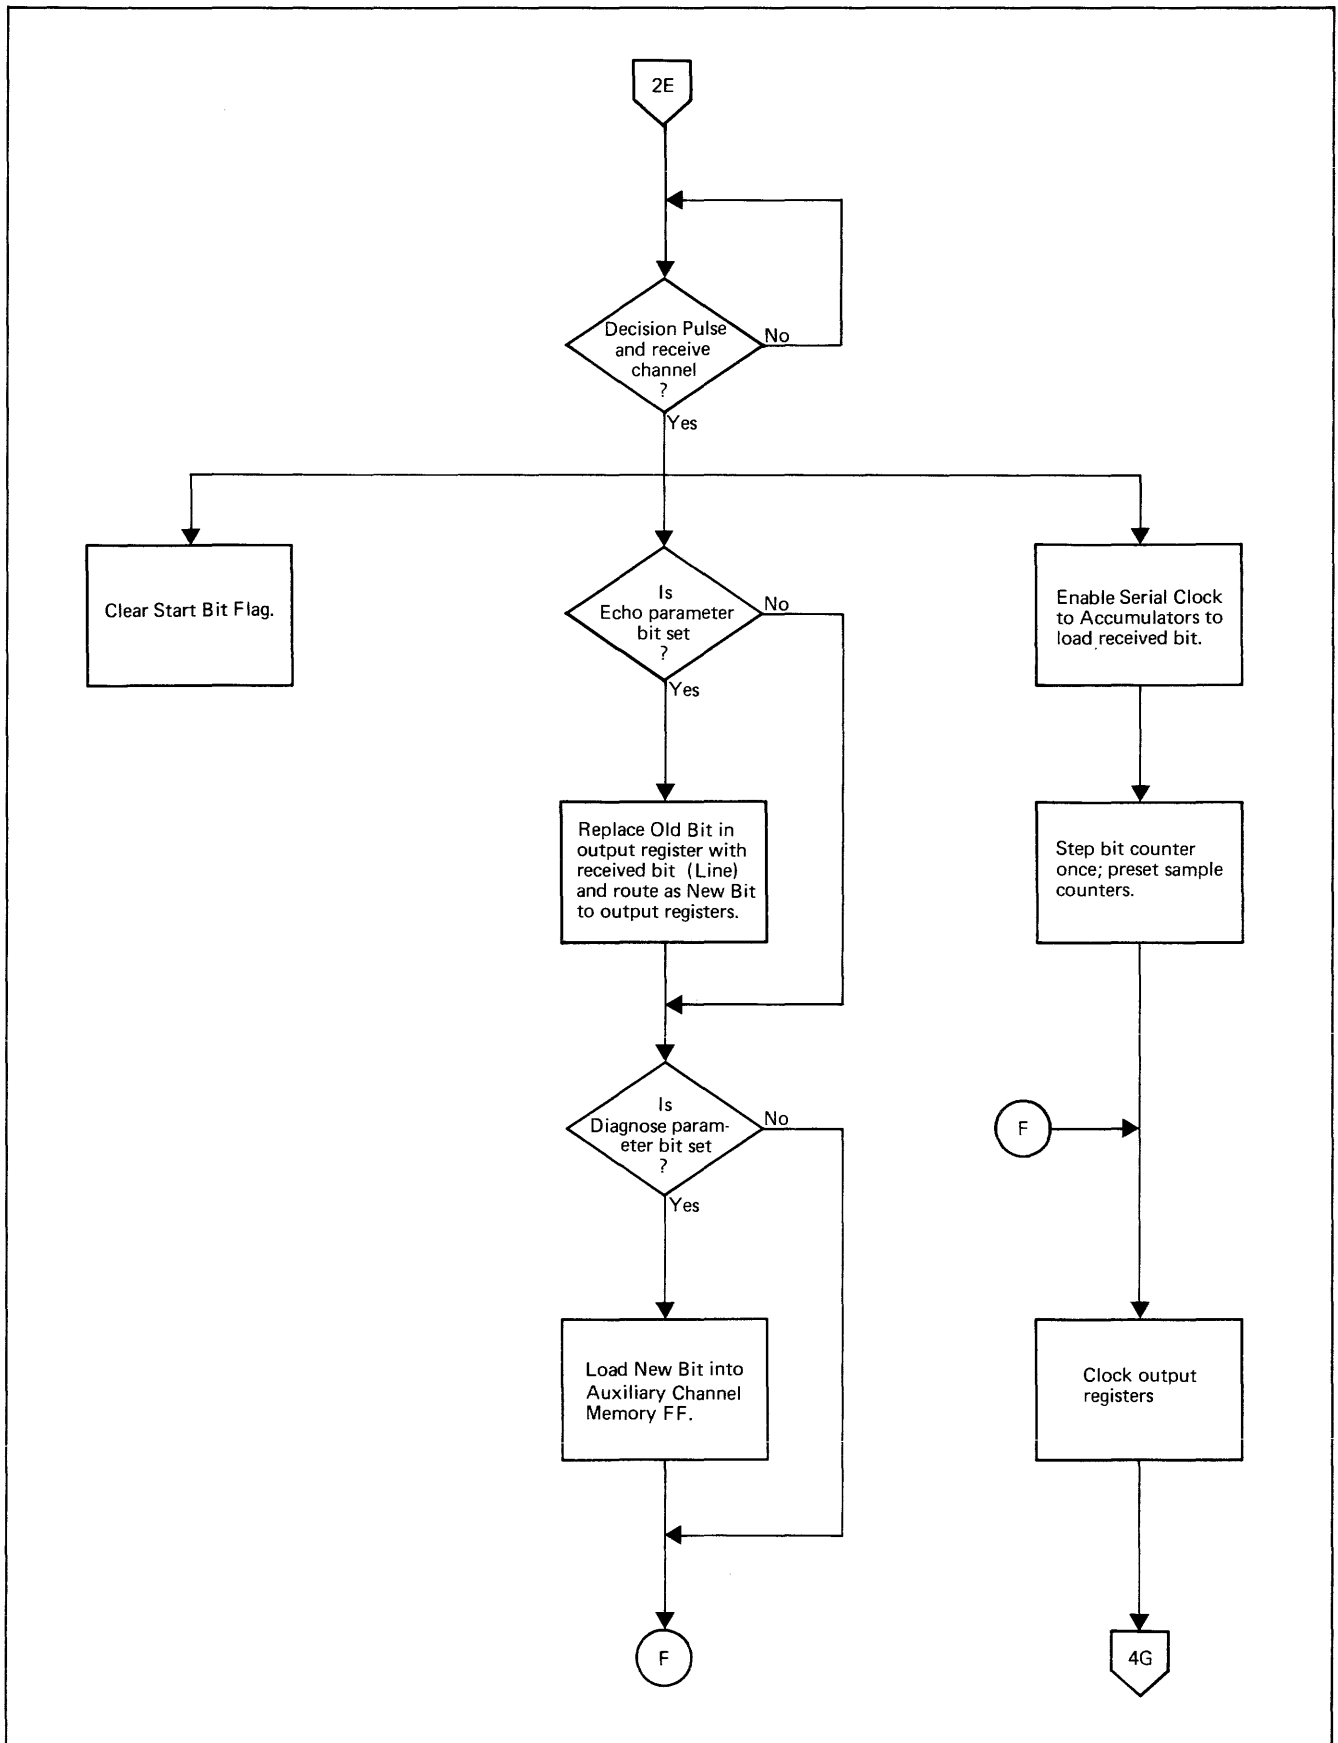 2E
Decision Pulse
and receive
channel
?
No
Yes
Clear Start Bit Flag.
Is
Echo parameter
bit set
?
No
Yes
Enable Serial Clock
to Accumulators to
load received bit.
Replace Old Bit in
output register with
received bit (Line)
and route as New Bit
to output registers.
Step bit counter
once; preset sample
counters.
Is
Diagnose param-
eter bit set
?
No
Yes
F
Load New Bit into
Auxiliary Channel
Memory FF.
Clock output
registers
F
4G